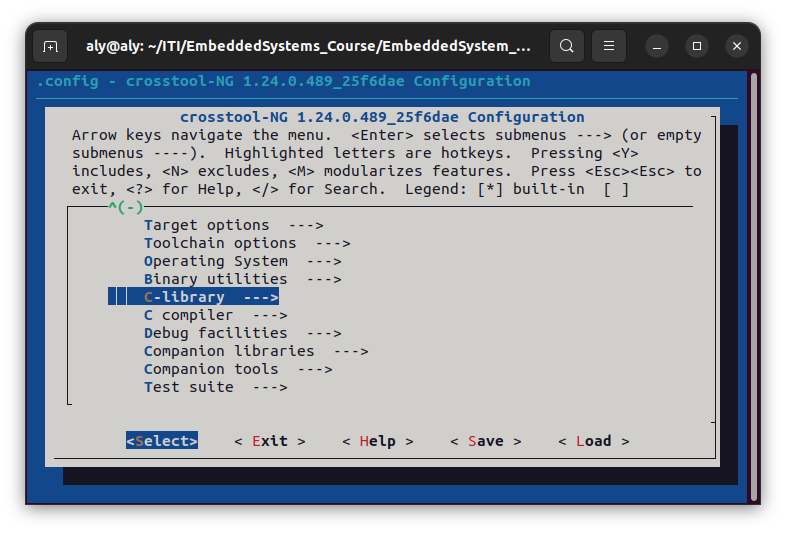 aly@aly: ~/ITI/EmbeddedSystems_Course/EmbeddedSystem_...
.config - crosstool-NG 1.24.0.489_25f6dae Configuration
crosstool-NG 1.24.0.489_25f6dae Configuration
Arrow keys navigate the menu.  <Enter> selects submenus ---> (or empty
submenus ----).  Highlighted letters are hotkeys.  Pressing <Y>
includes, <N> excludes, <M> modularizes features.  Press <Esc><Esc> to
exit, <?> for Help, </> for Search.  Legend: [*] built-in  [ ]
^(-)
Target options  --->
Toolchain options  --->
Operating System  --->
Binary utilities  --->
C-library  --->
C compiler  --->
Debug facilities  --->
Companion libraries  --->
Companion tools  --->
Test suite  --->
<Select>    < Exit >    < Help >    < Save >    < Load >